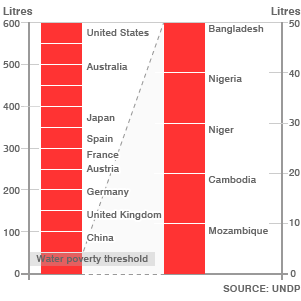 Litres Litres
600 United States Bangladesh 50
500 Australia Nigeria 40
400 Japan
Spain Niger 30
300 France
Austria Cambodia 20
200 Germany
United Kingdom Mozambique 10
100 China
Water poverty threshold
0 0
SOURCE: UNDP